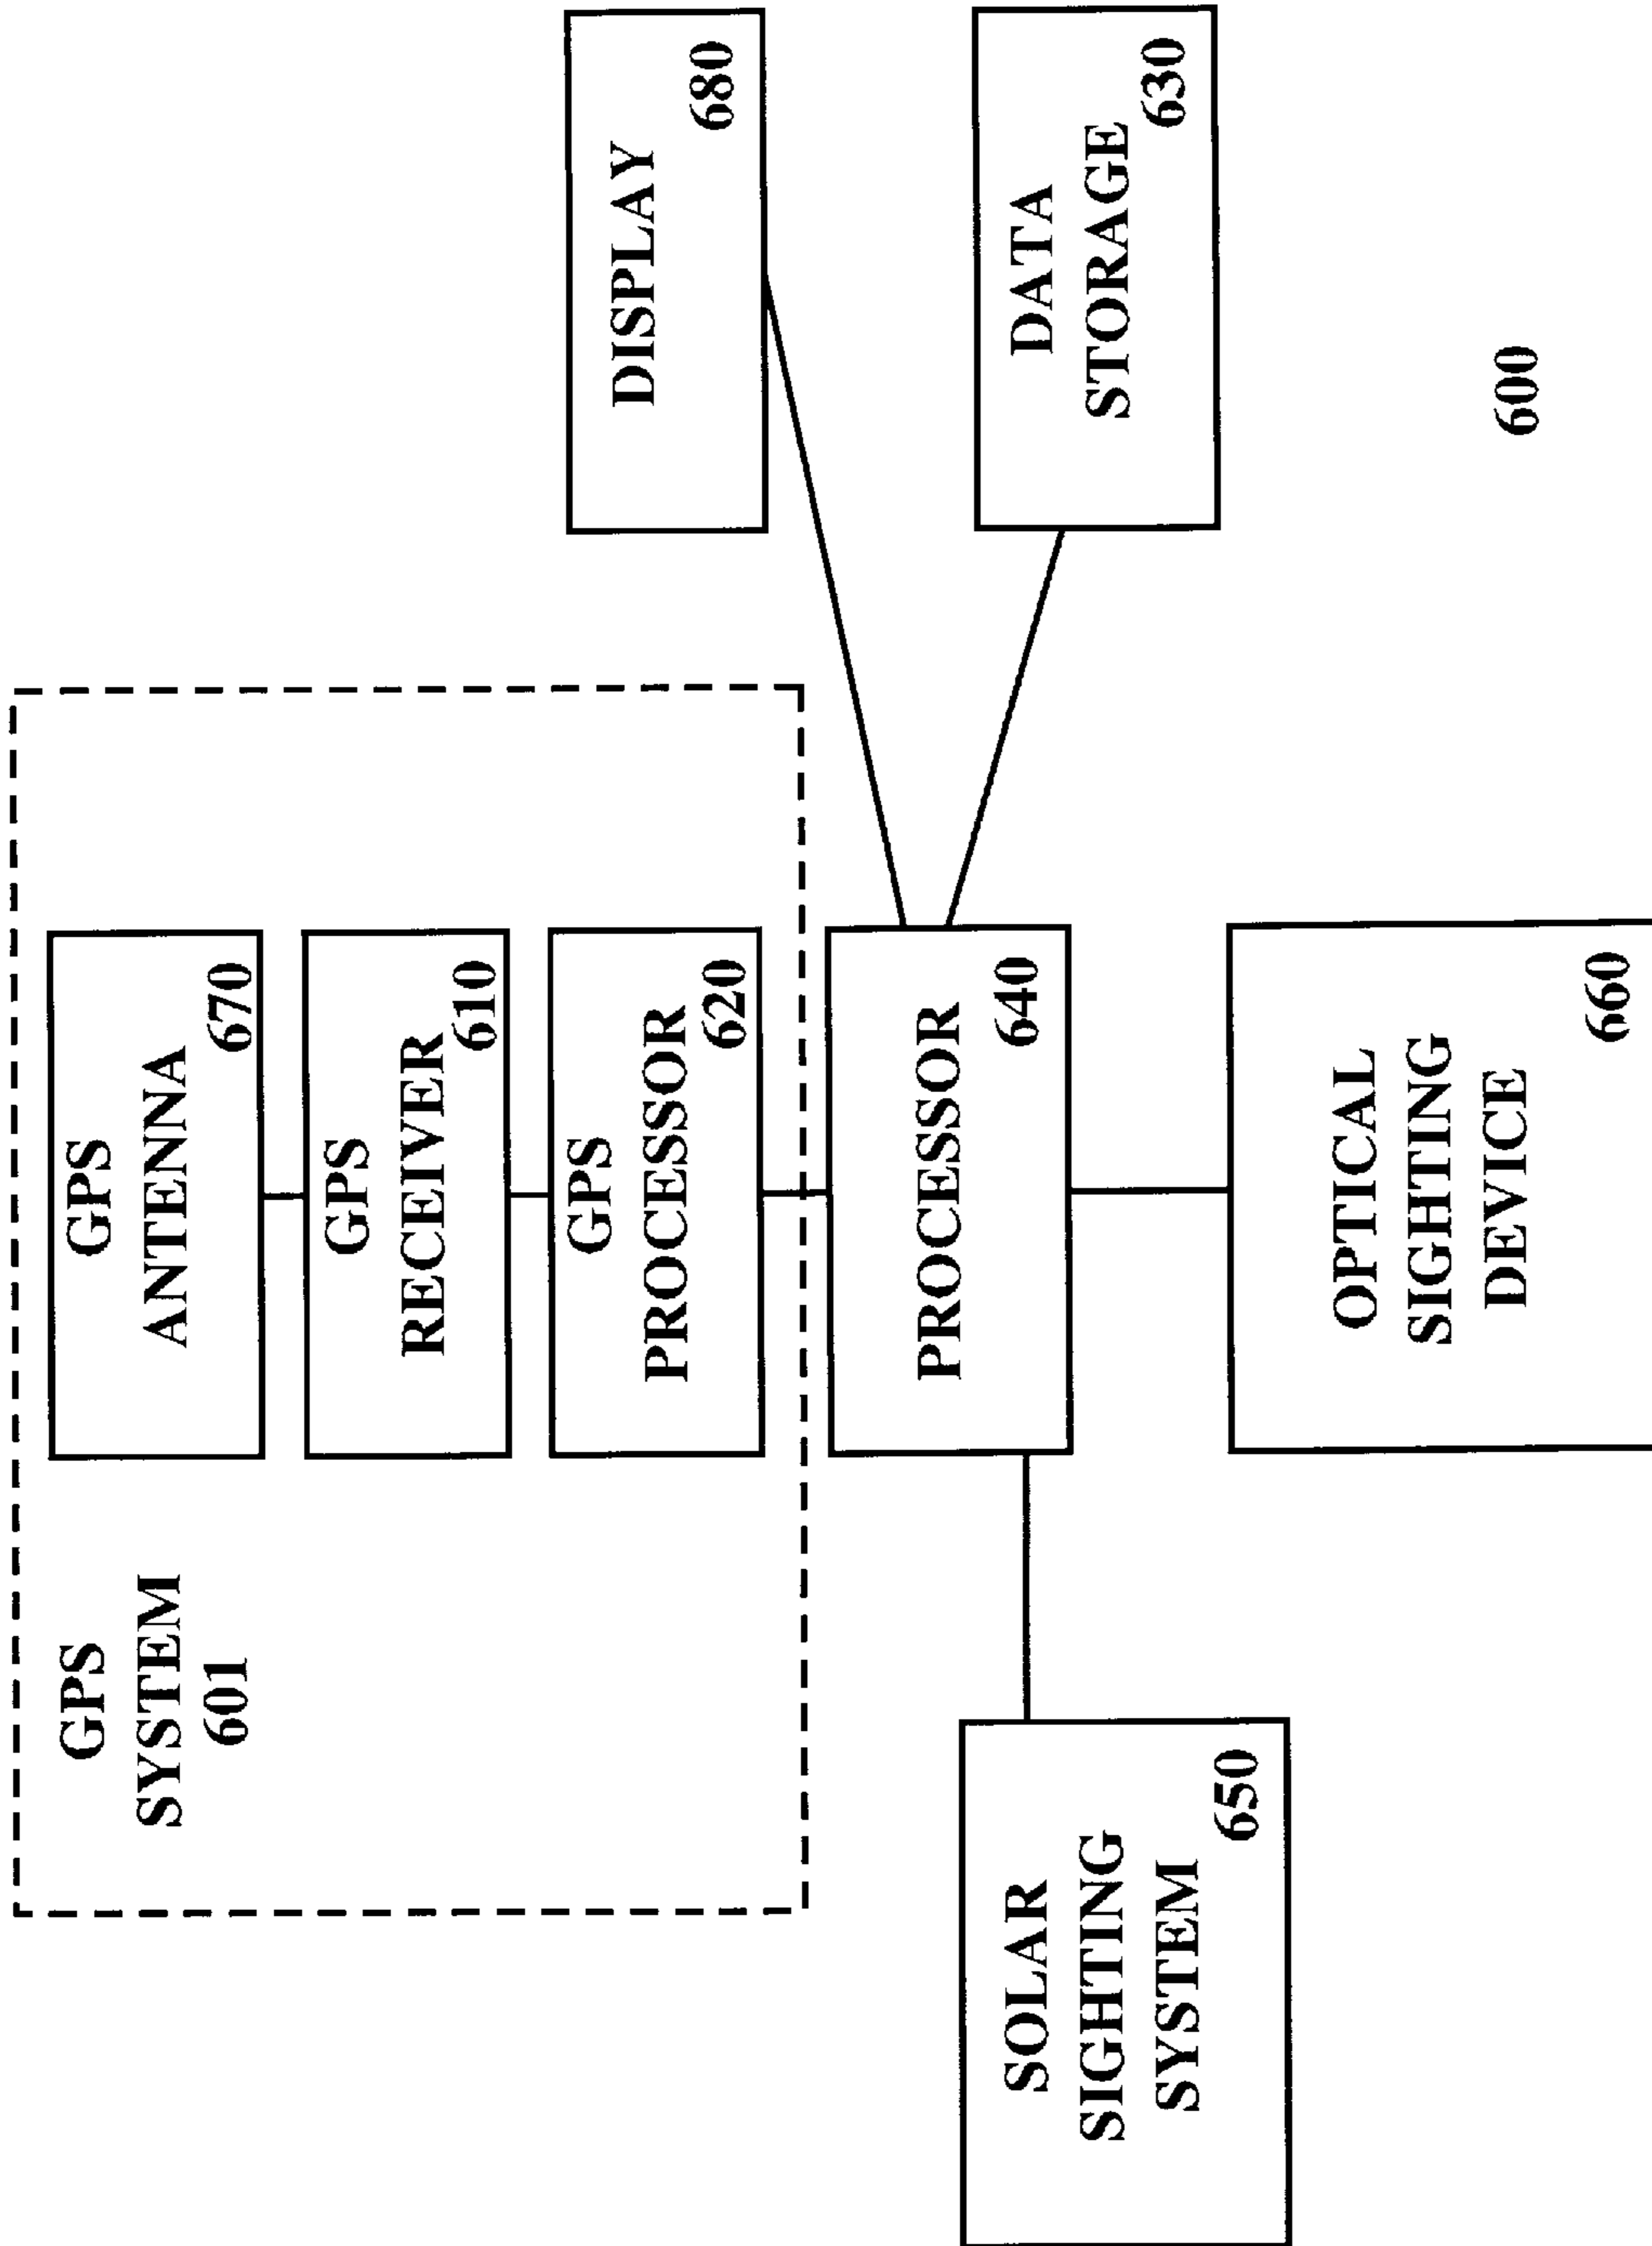 GPS
SYSTEM
601
GPS
ANTENNA
670
GPS
RECEIVER
610
GPS
PROCESSOR
620
DISPLAY
680
SOLAR
SIGHTING
SYSTEM
650
PROCESSOR
640
DATA
STORAGE
630
OPTICAL
SIGHTING
DEVICE
660
600